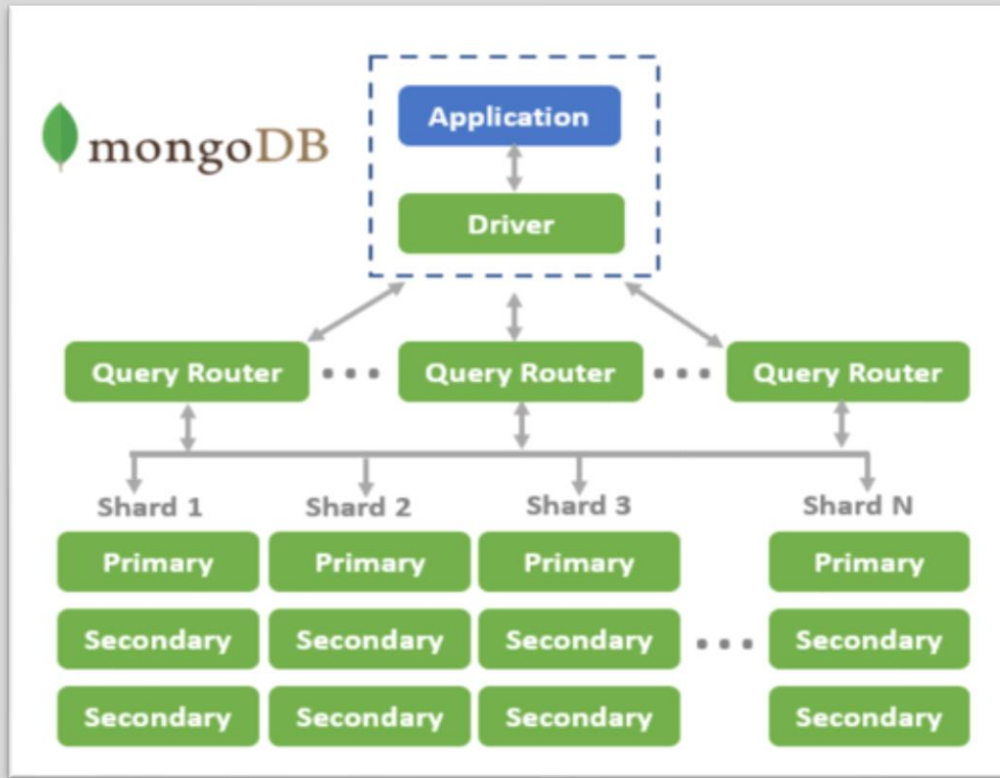 mongoDB
Application
Driver
Query Router Query Router Query Router
Shard 1 Shard 2 Shard 3 Shard N
Primary Primary Primary Primary
Secondary Secondary Secondary Secondary
Secondary Secondary Secondary Secondary